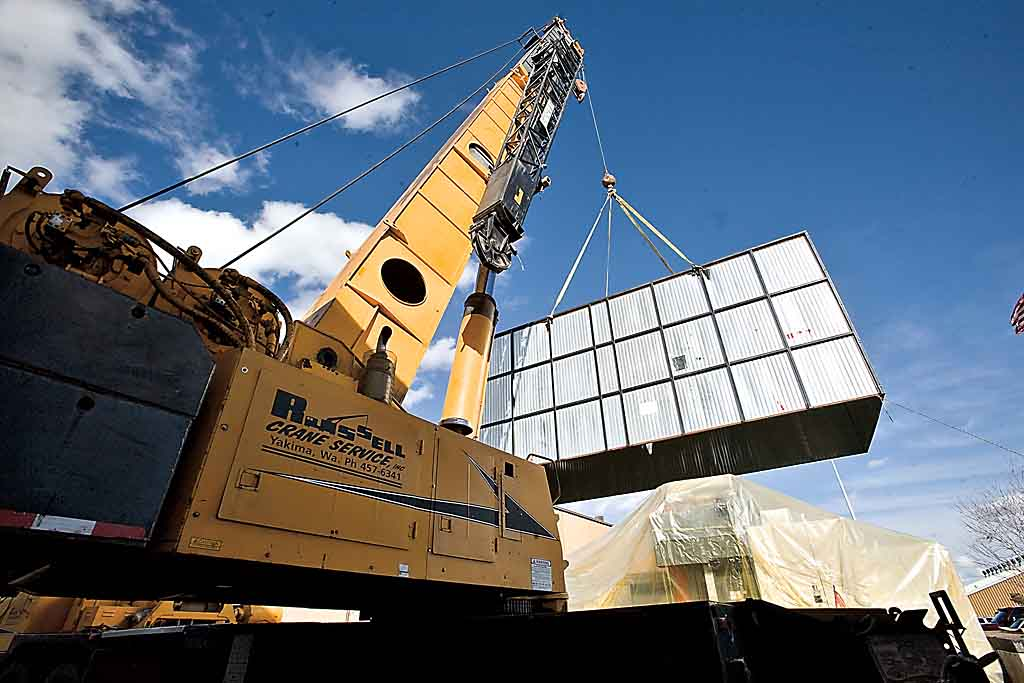 RUSSELL
CRANE SERVICE, INC
Yakima, Wa. Ph 457-6341